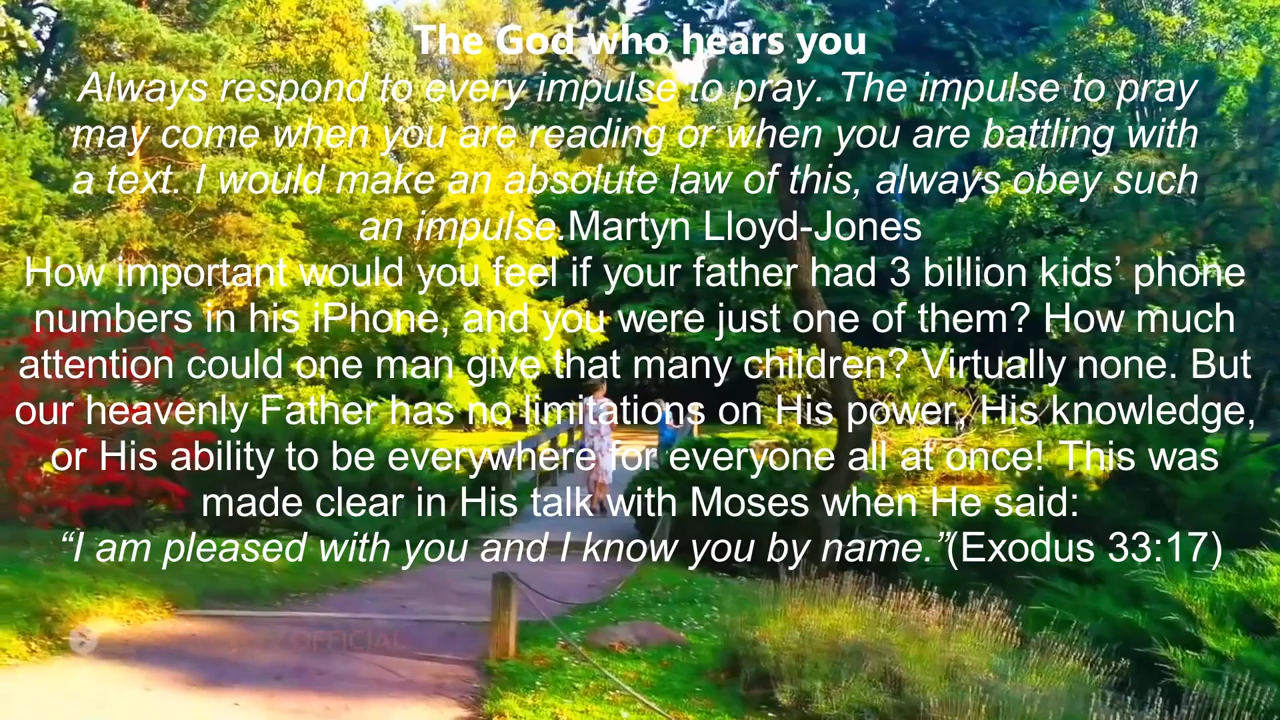 The God who hears you
Always respond to every impulse to pray. The impulse to pray
may come when you are reading or when you are battling with
a text. I would make an absolute law of this, always obey such
an impulse.Martyn Lloyd-Jones
How important would you feel if your father had 3 billion kids’ phone
numbers in his iPhone, and you were just one of them? How much
attention could one man give that many children? Virtually none. But
our heavenly Father has no limitations on His power, His knowledge,
or His ability to be everywhere for everyone all at once! This was
made clear in His talk with Moses when He said:
“I am pleased with you and I know you by name.”(Exodus 33:17)
OFFICIAL